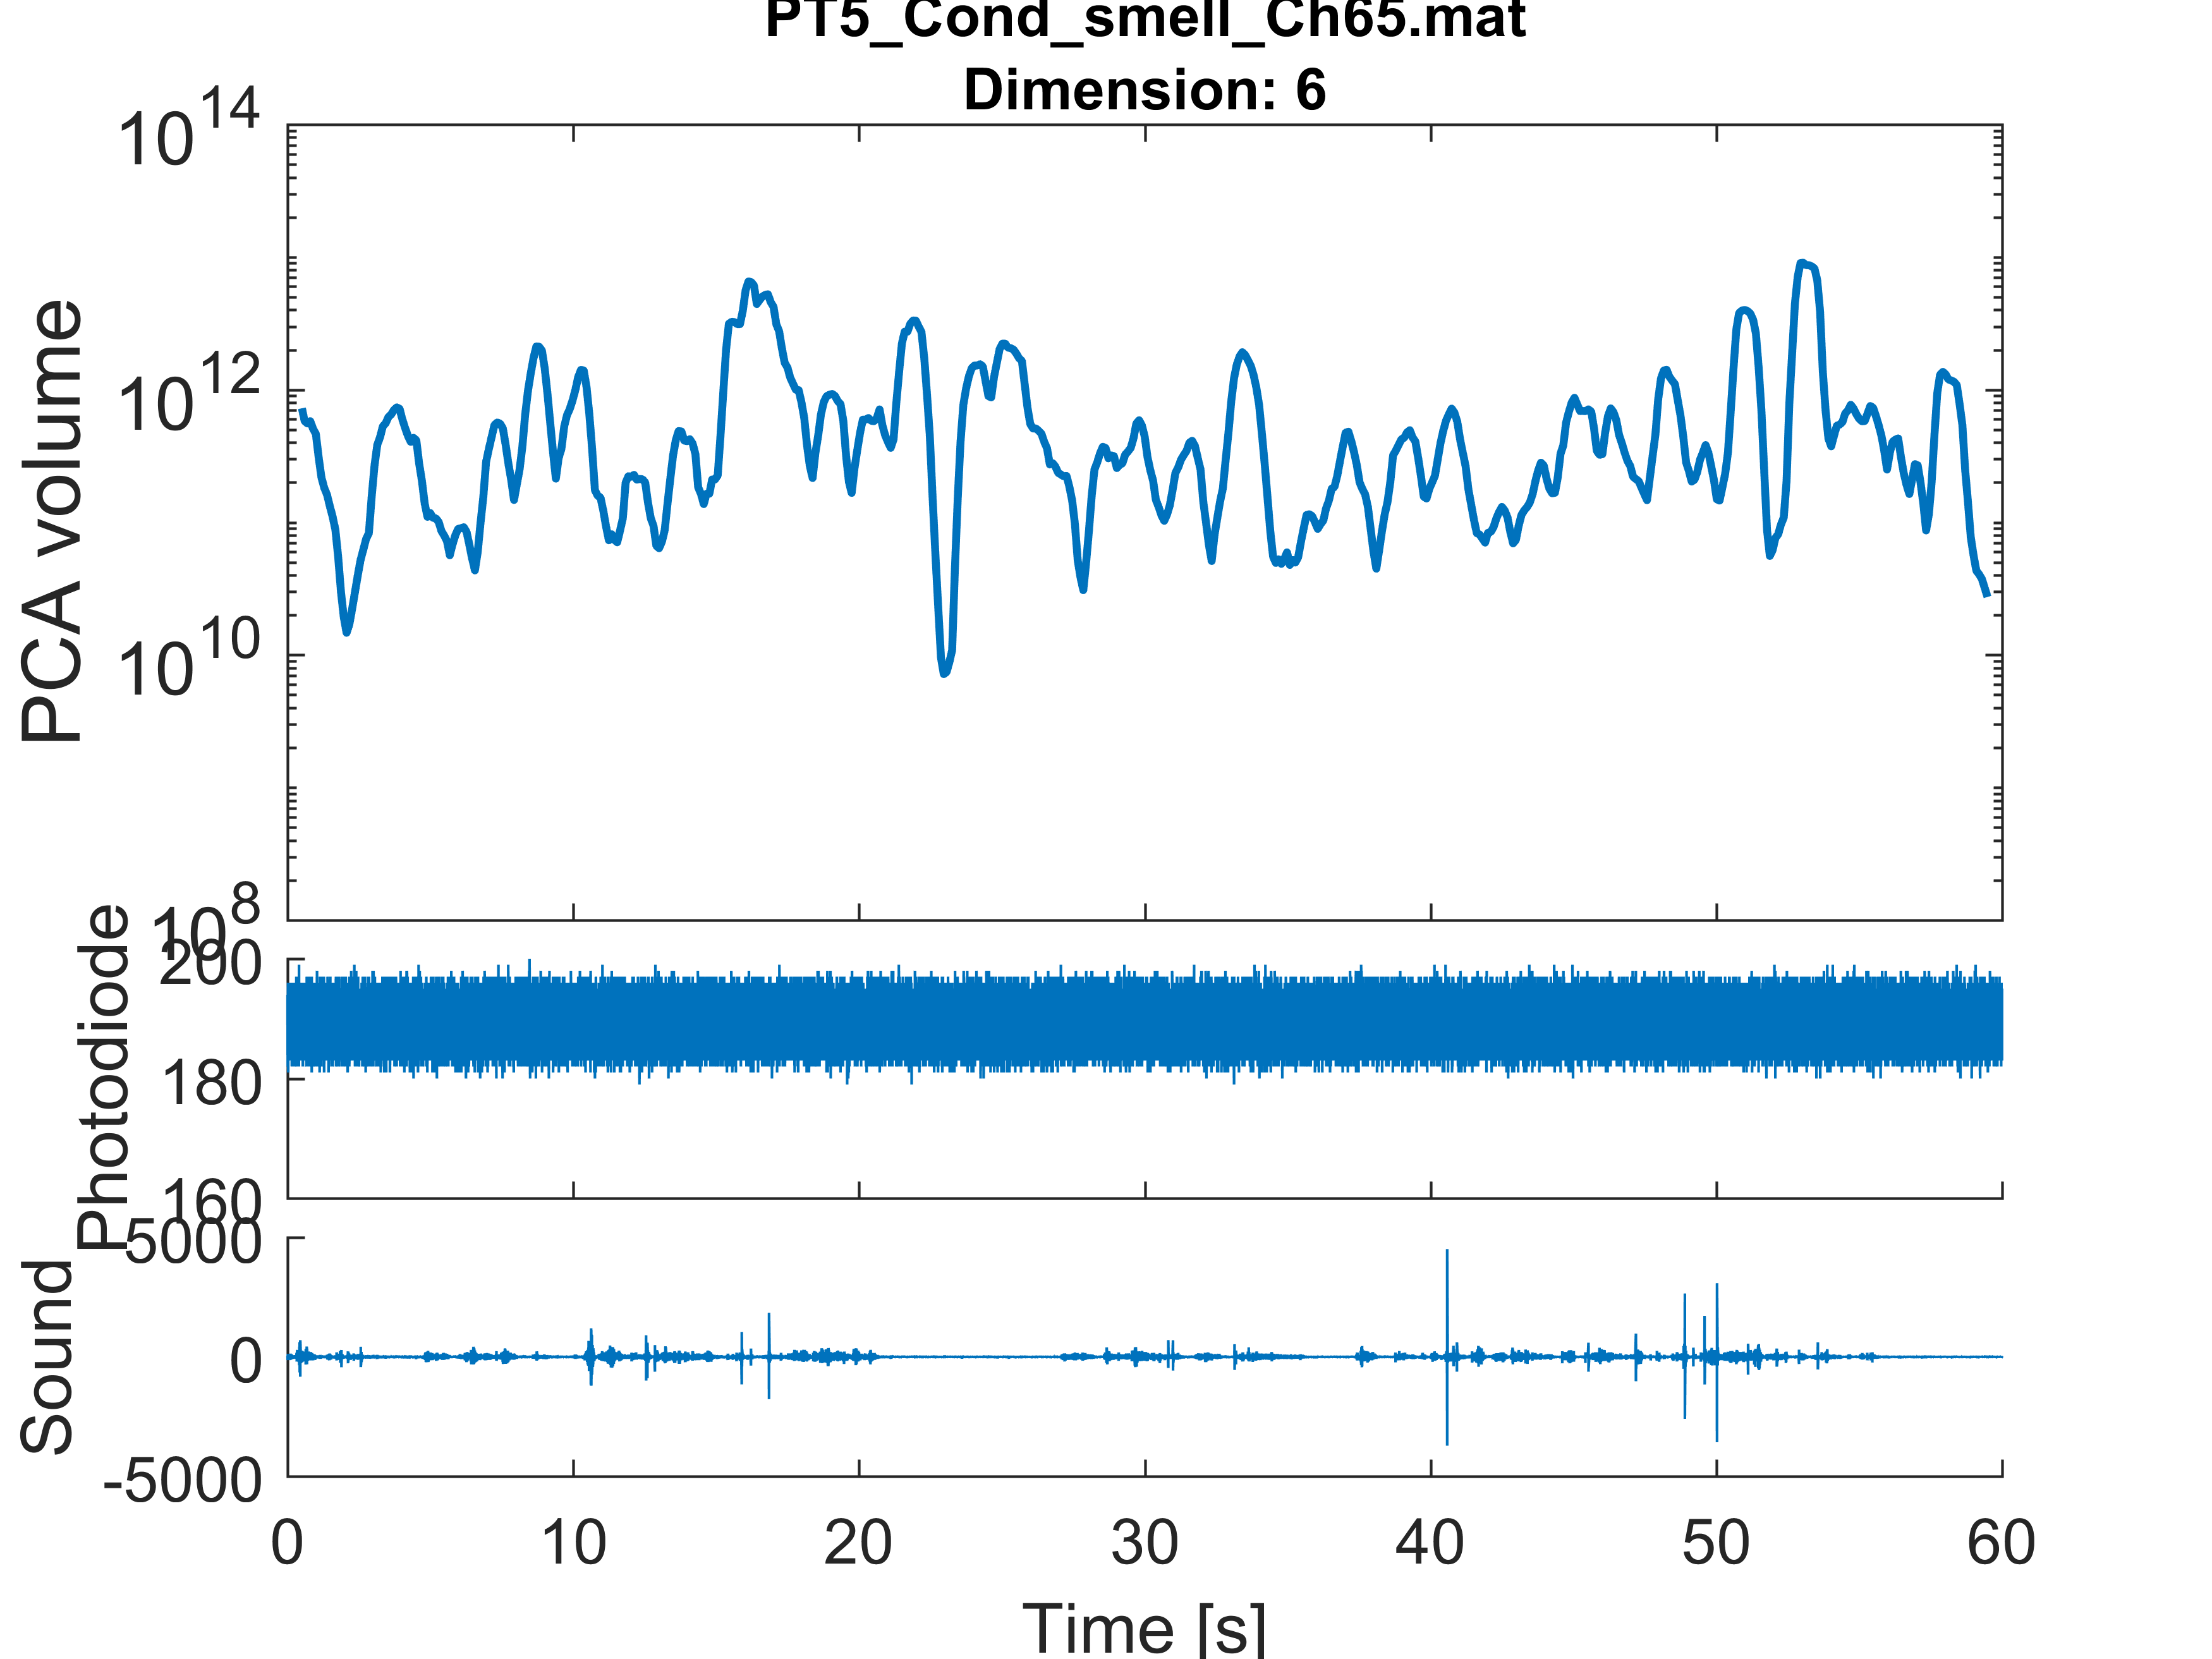 PT5_Cond_smell_Ch65.mat
Dimension: 6
10^14
10^12
10^10
10^8
PCA volume
200
180
160
Photodiode
5000
0
-5000
Sound
0 10 20 30 40 50 60
Time [s]